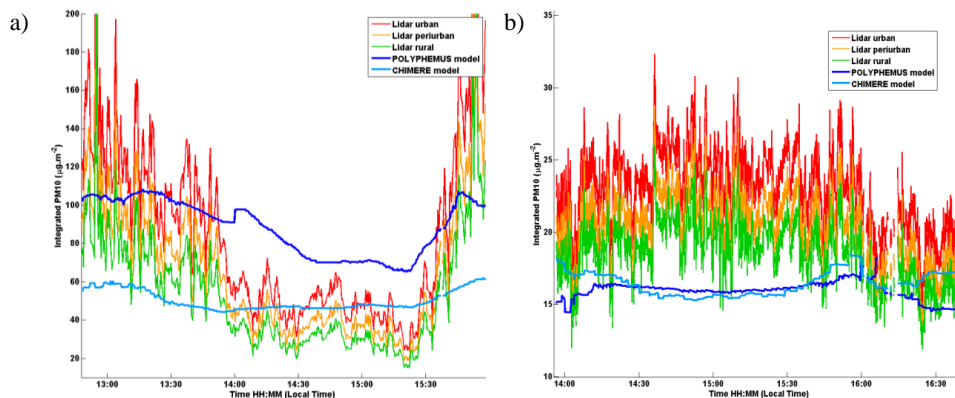 a)
Integrated PM10 (µg.m-2)
200
180
160
140
120
100
80
60
40
20
Lidar urban
Lidar periurban
Lidar rural
POLYPHEMUS model
CHIMERE model
13:00 13:30 14:00 14:30 15:00 15:30
Time HH:MM (Local Time)
b)
Integrated PM10 (µg.m-2)
35
30
25
20
15
10
Lidar urban
Lidar periurban
Lidar rural
POLYPHEMUS model
CHIMERE model
14:00 14:30 15:00 15:30 16:00 16:30
Time HH:MM (Local Time)